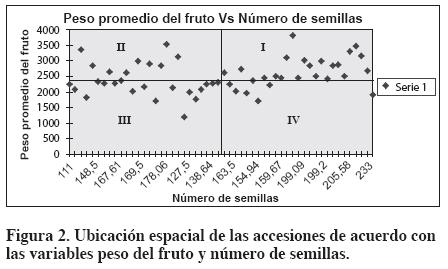 Peso promedio del fruto Vs Número de semillas
Peso promedio del fruto
4000
3500
3000
2500
2000
1500
1000
500
0
II
I
III
IV
Serie 1
111
148,5
167,61
169,5
178,06
127,5
138,64
163,5
154,94
159,67
199,09
199,2
205,58
233
Número de semillas
Figura 2. Ubicación espacial de las accesiones de acuerdo con
las variables peso del fruto y número de semillas.